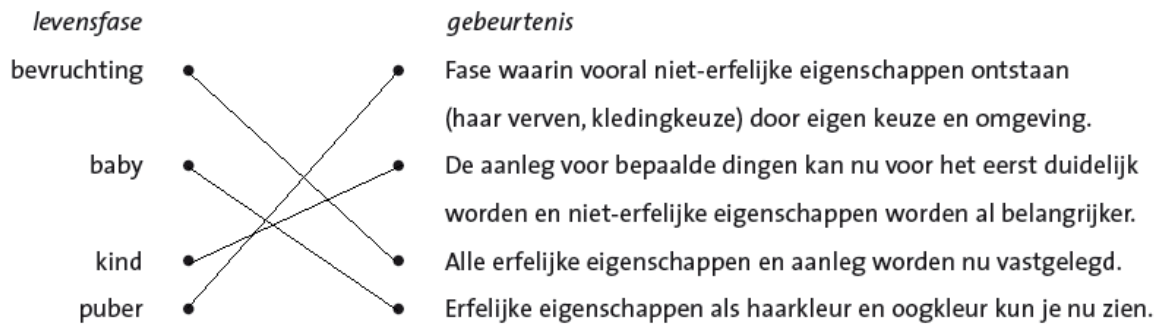 levensfase gebeurtenis
bevruchting Fase waarin vooral niet-erfelijke eigenschappen ontstaan
(haar verven, kledingkeuze) door eigen keuze en omgeving.
baby De aanleg voor bepaalde dingen kan nu voor het eerst duidelijk
worden en niet-erfelijke eigenschappen worden al belangrijker.
kind Alle erfelijke eigenschappen en aanleg worden nu vastgelegd.
puber Erfelijke eigenschappen als haarkleur en oogkleur kun je nu zien.